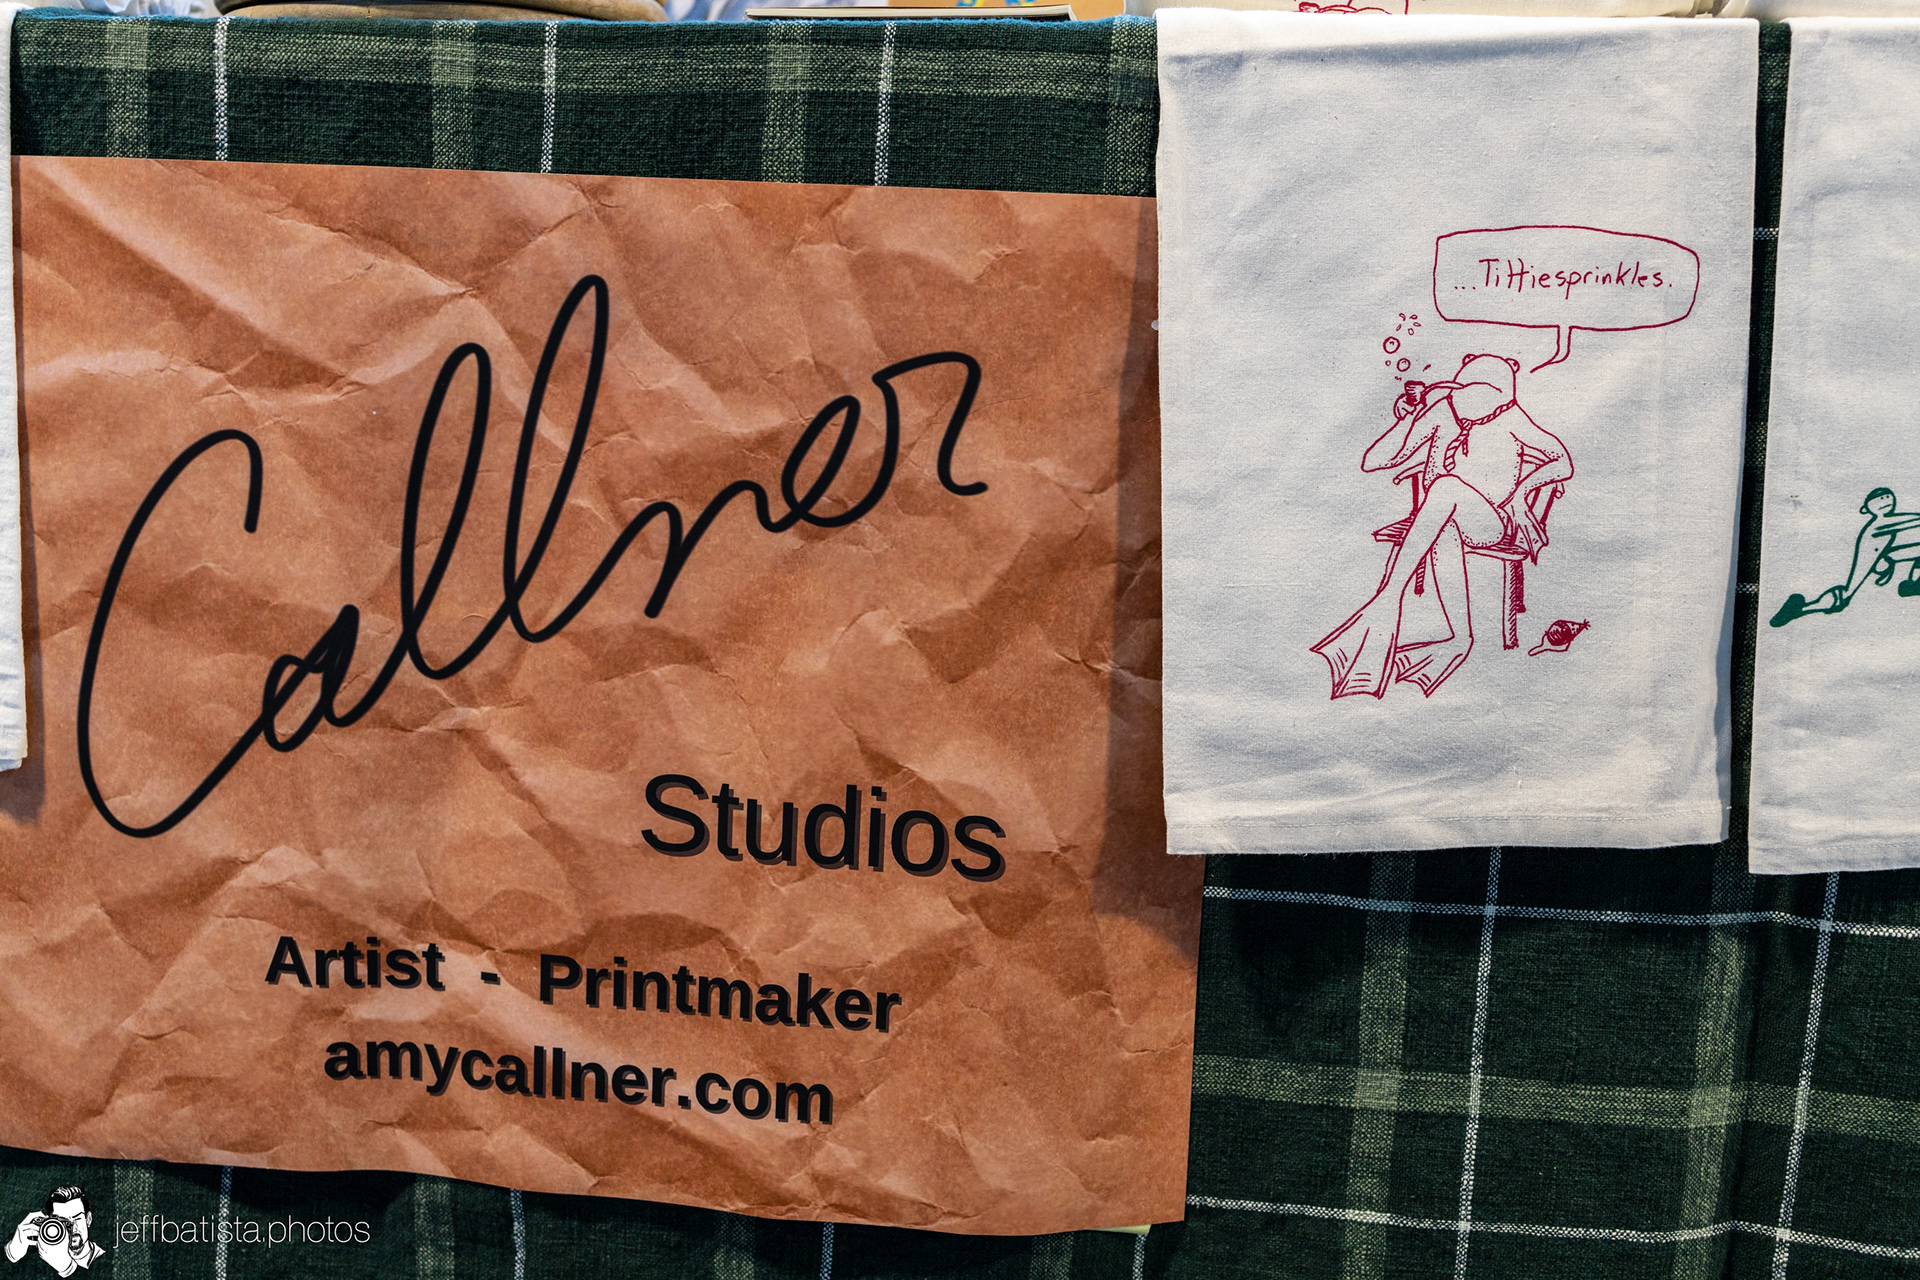 Callner
Studios
Artist - Printmaker
amycallner.com
...Tittiesprinkles.
jeffbatista.photos